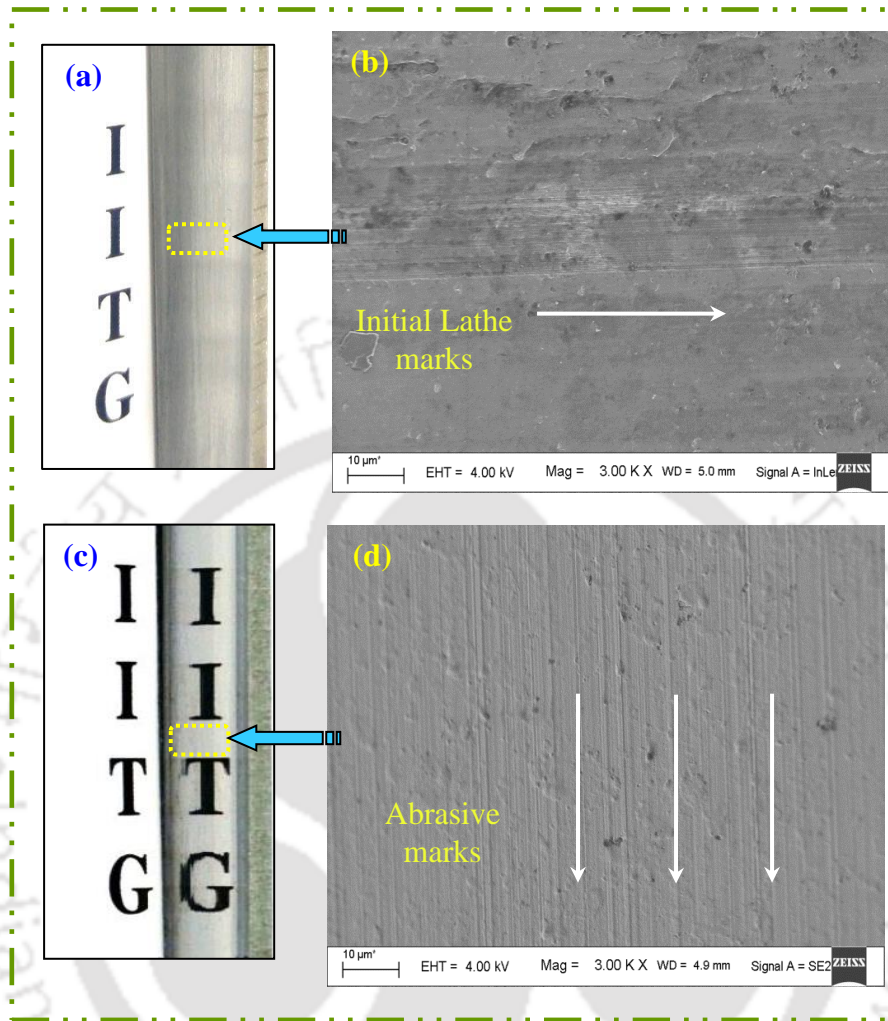 (a)
I
I
T
G
(b)
Initial Lathe
marks
10 µm*
EHT = 4.00 kV
Mag = 3.00 K X
WD = 5.0 mm
Signal A = InLe
ZEISS
(c)
I I
I I
T T
G G
(d)
Abrasive
marks
10 µm*
EHT = 4.00 kV
Mag = 3.00 K X
WD = 4.9 mm
Signal A = SE2
ZEISS